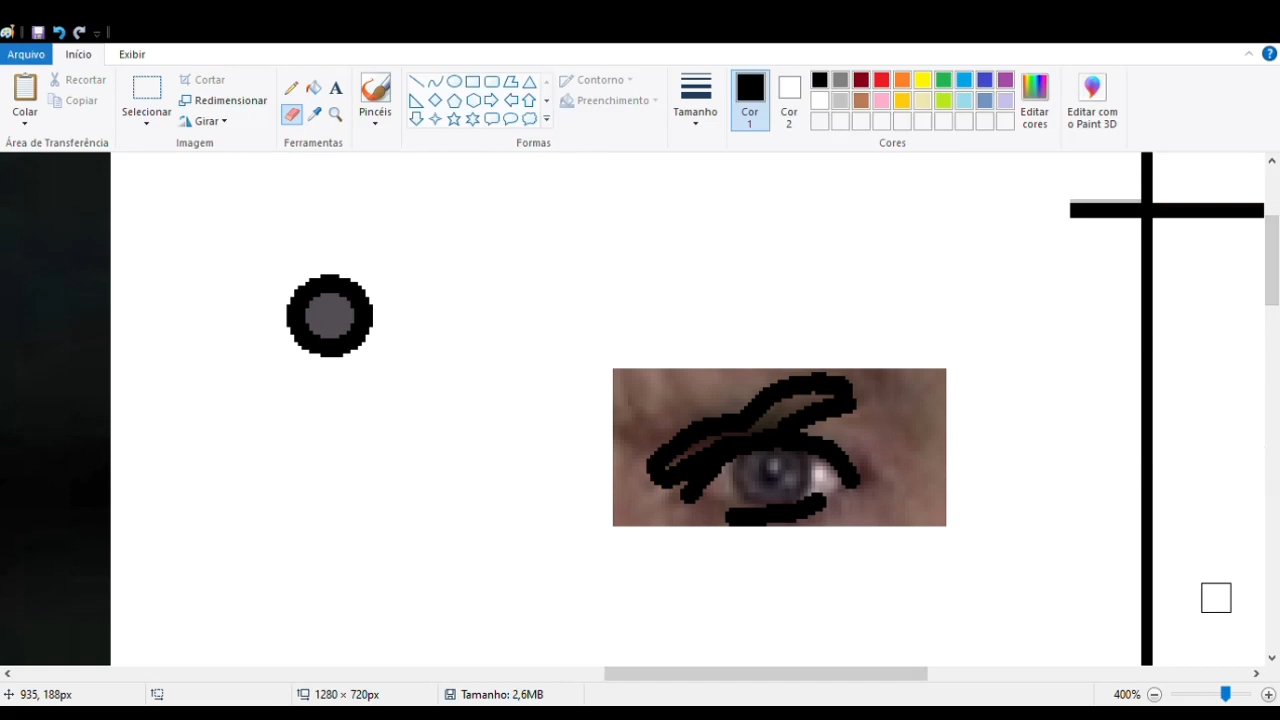 Arquivo Início Exibir
Colar
Recortar
Copiar
Área de Transferência
Selecionar
Cortar
Redimensionar
Girar
Imagem
Ferramentas
Pincéis
Contorno
Preenchimento
Formas
Tamanho
Cor
1
Cor
2
Editar
cores
Cores
Editar com
o Paint 3D
935, 188px
1280 × 720px
Tamanho: 2,6MB
400%